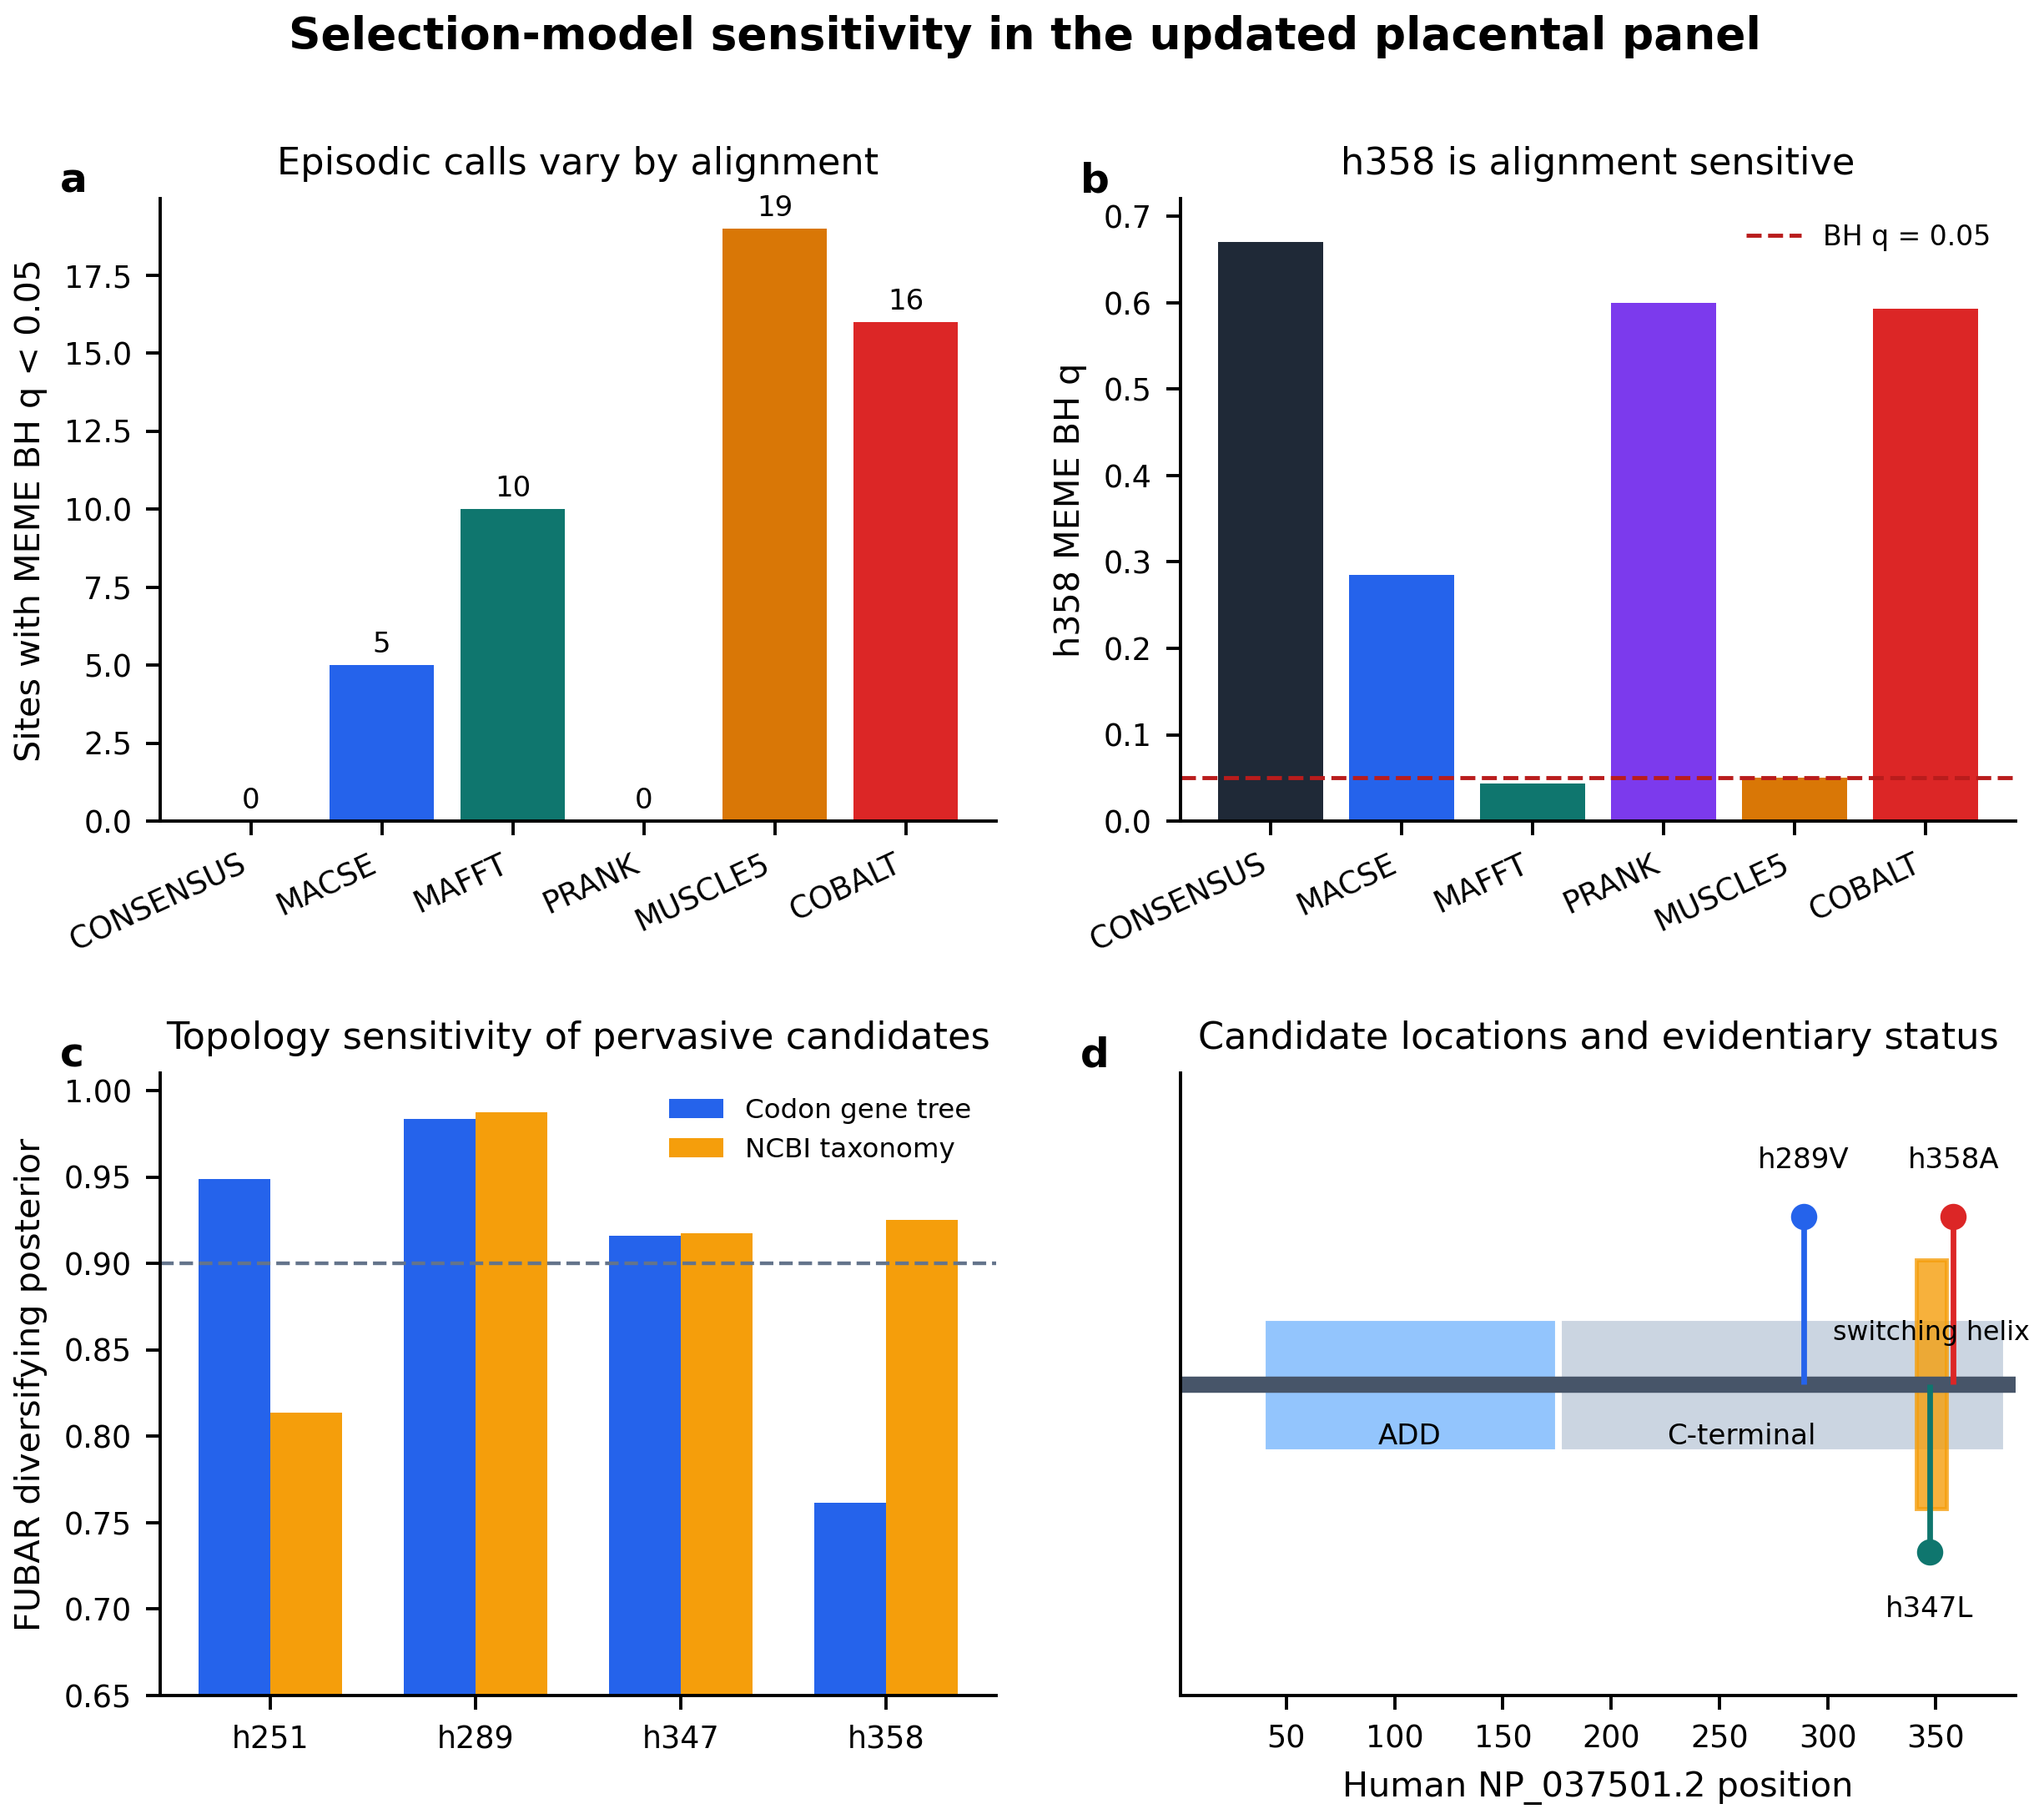 Selection-model sensitivity in the updated placental panel
a
Episodic calls vary by alignment
Sites with MEME BH q < 0.05
17.5
15.0
12.5
10.0
7.5
5.0
2.5
0.0
0
5
10
0
19
16
CONSENSUS
MACSE
MAFFT
PRANK
MUSCLE5
COBALT
b
h358 is alignment sensitive
h358 MEME BH q
0.7
0.6
0.5
0.4
0.3
0.2
0.1
0.0
BH q = 0.05
CONSENSUS
MACSE
MAFFT
PRANK
MUSCLE5
COBALT
c
Topology sensitivity of pervasive candidates
FUBAR diversifying posterior
1.00
0.95
0.90
0.85
0.80
0.75
0.70
0.65
Codon gene tree
NCBI taxonomy
h251
h289
h347
h358
d
Candidate locations and evidentiary status
h289V
h358A
switching helix
ADD
C-terminal
h347L
50
100
150
200
250
300
350
Human NP_037501.2 position